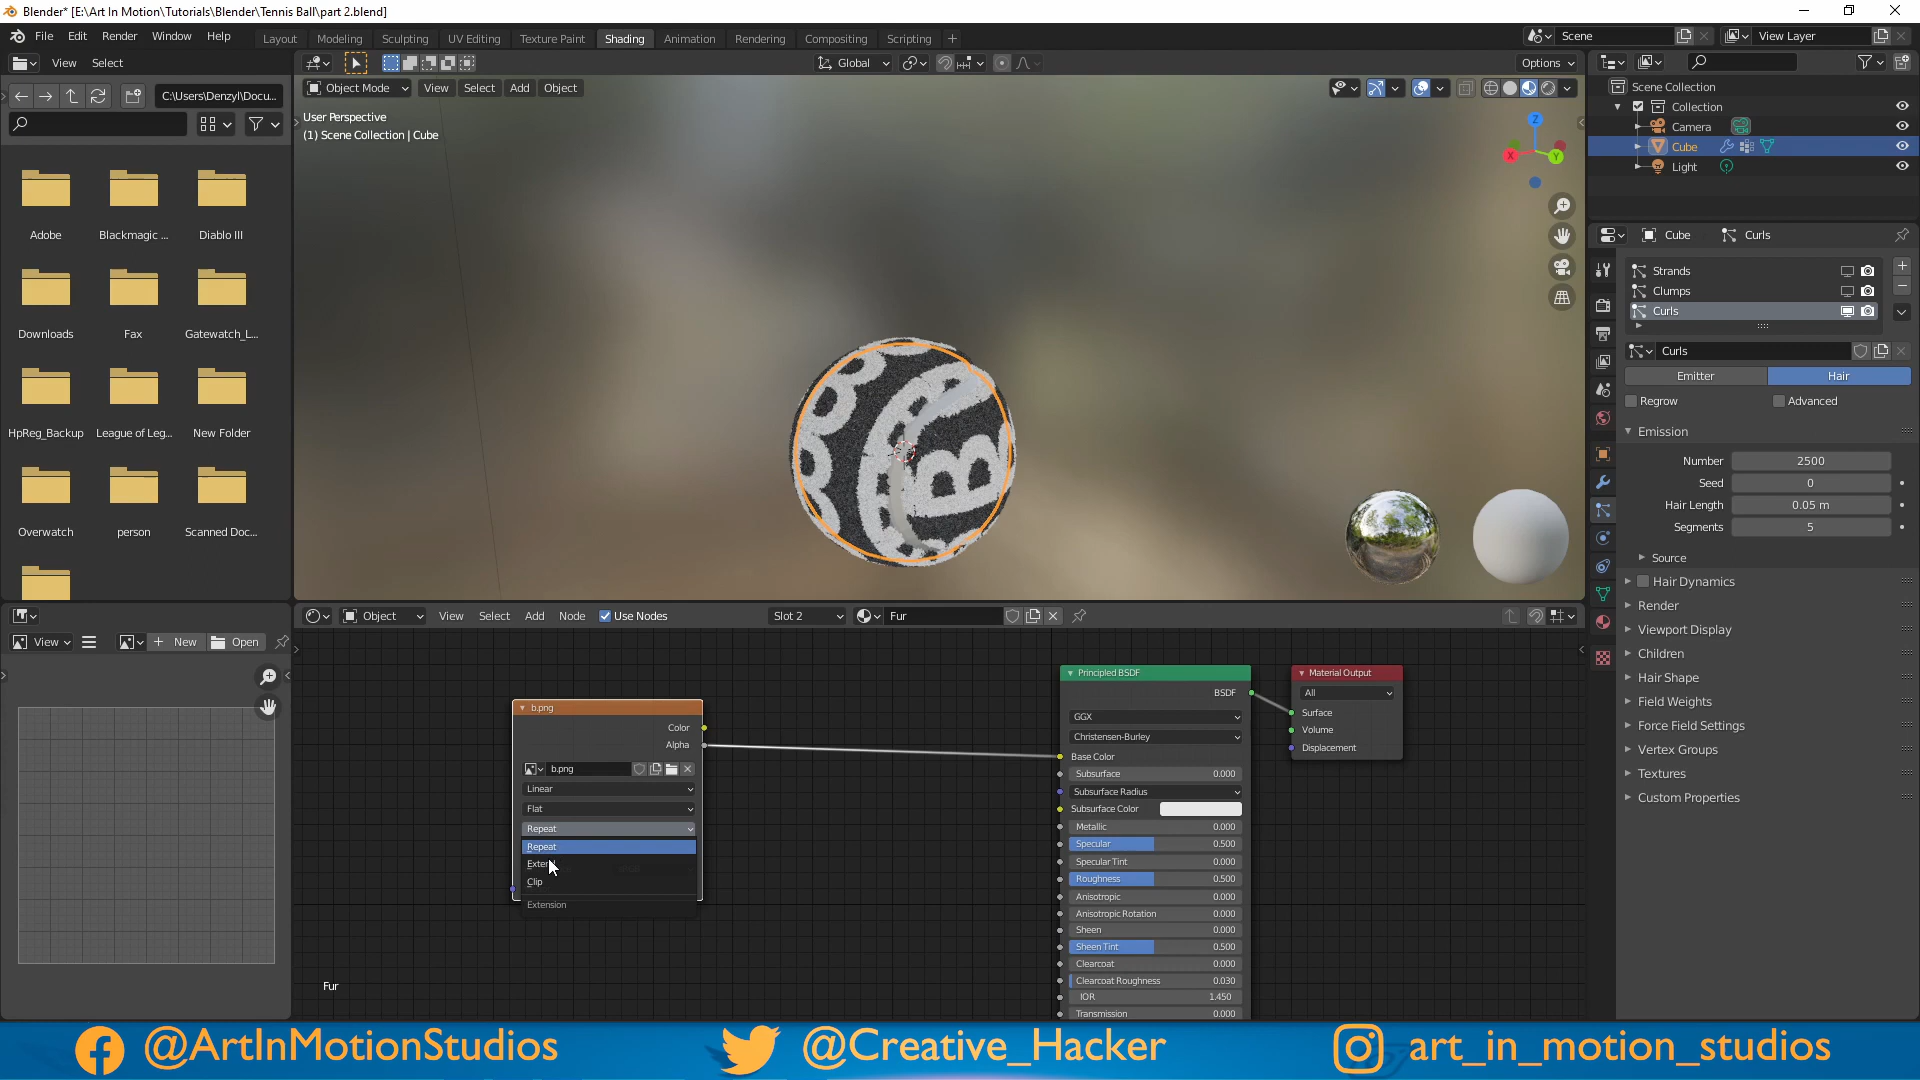 Blender* [E:\Art In Motion\Tutorials\Blender\Tennis Ball\part 2.blend]
File Edit Render Window Help
Layout Modeling Sculpting UV Editing Texture Paint Shading Animation Rendering Compositing Scripting
Scene View Layer
View Select
Global Options
C:\Users\Denzyl\Docu...
Object Mode View Select Add Object
User Perspective
(1) Scene Collection | Cube
Z
X
Y
B
Adobe Blackmagic ... Diablo III
Downloads Fax Gatewatch_L...
HpReg_Backup League of Leg... New Folder
Overwatch person Scanned Doc...
Scene Collection
Collection
Camera
Cube
Light
Cube Curls
Strands
Clumps
Curls
Curls
Emitter Hair
Regrow Advanced
Emission
Number 2500
Seed 0
Hair Length 0.05 m
Segments 5
Source
Hair Dynamics
Render
Viewport Display
Children
Hair Shape
Field Weights
Force Field Settings
Vertex Groups
Textures
Custom Properties
View New Open
Object View Select Add Node Use Nodes Slot 2 Fur
b.png
Color
Alpha
b.png
Linear
Flat
Repeat
Repeat
Clip
Extension
Principled BSDF
BSDF
GGX
Christensen-Burley
Base Color
Subsurface 0.000
Subsurface Radius
Subsurface Color
Metallic 0.000
Specular 0.500
Specular Tint 0.000
Roughness 0.500
Anisotropic 0.000
Anisotropic Rotation 0.000
Sheen 0.000
Sheen Tint 0.500
Clearcoat 0.000
Clearcoat Roughness 0.030
IOR 1.450
Transmission 0.000
Material Output
All
Surface
Volume
Displacement
Fur
@ArtInMotionStudios @Creative_Hacker art_in_motion_studios